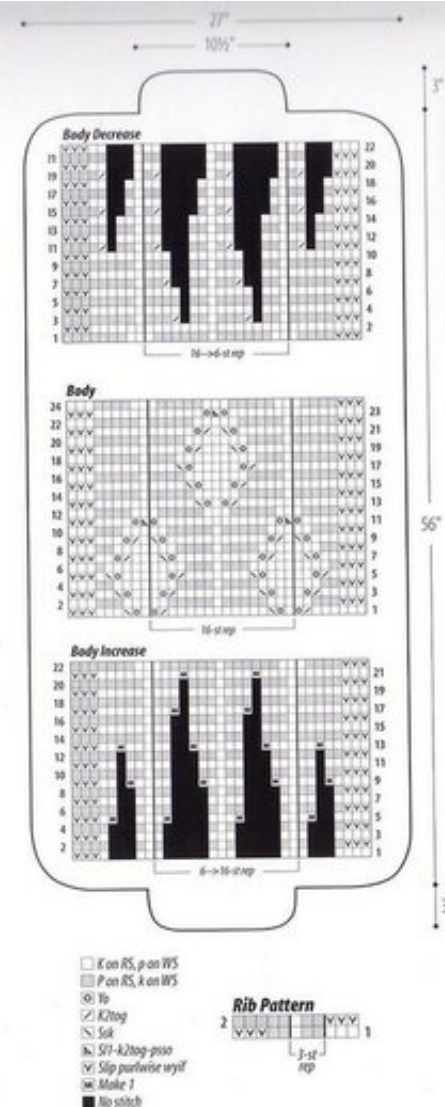 27"
10½"
3"
Body Decrease
21 22
19 20
17 18
15 16
13 14
11 12
9 10
7 8
5 6
3 4
1 2
16–>6-st rep
Body
24 23
22 21
20 19
18 17
16 15
14 13
12 11
10 9
8 7
6 5
4 3
2 1
16-st rep
56"
Body Increase
22 21
20 19
18 17
16 15
14 13
12 11
10 9
8 7
6 5
4 3
2 1
6–>16-st rep
K on RS, p on WS
P on RS, k on WS
Yo
K2tog
Ssk
Sl1-k2tog-psso
Slip purlwise wyif
Make 1
No stitch
Rib Pattern
2 1
3-st
rep